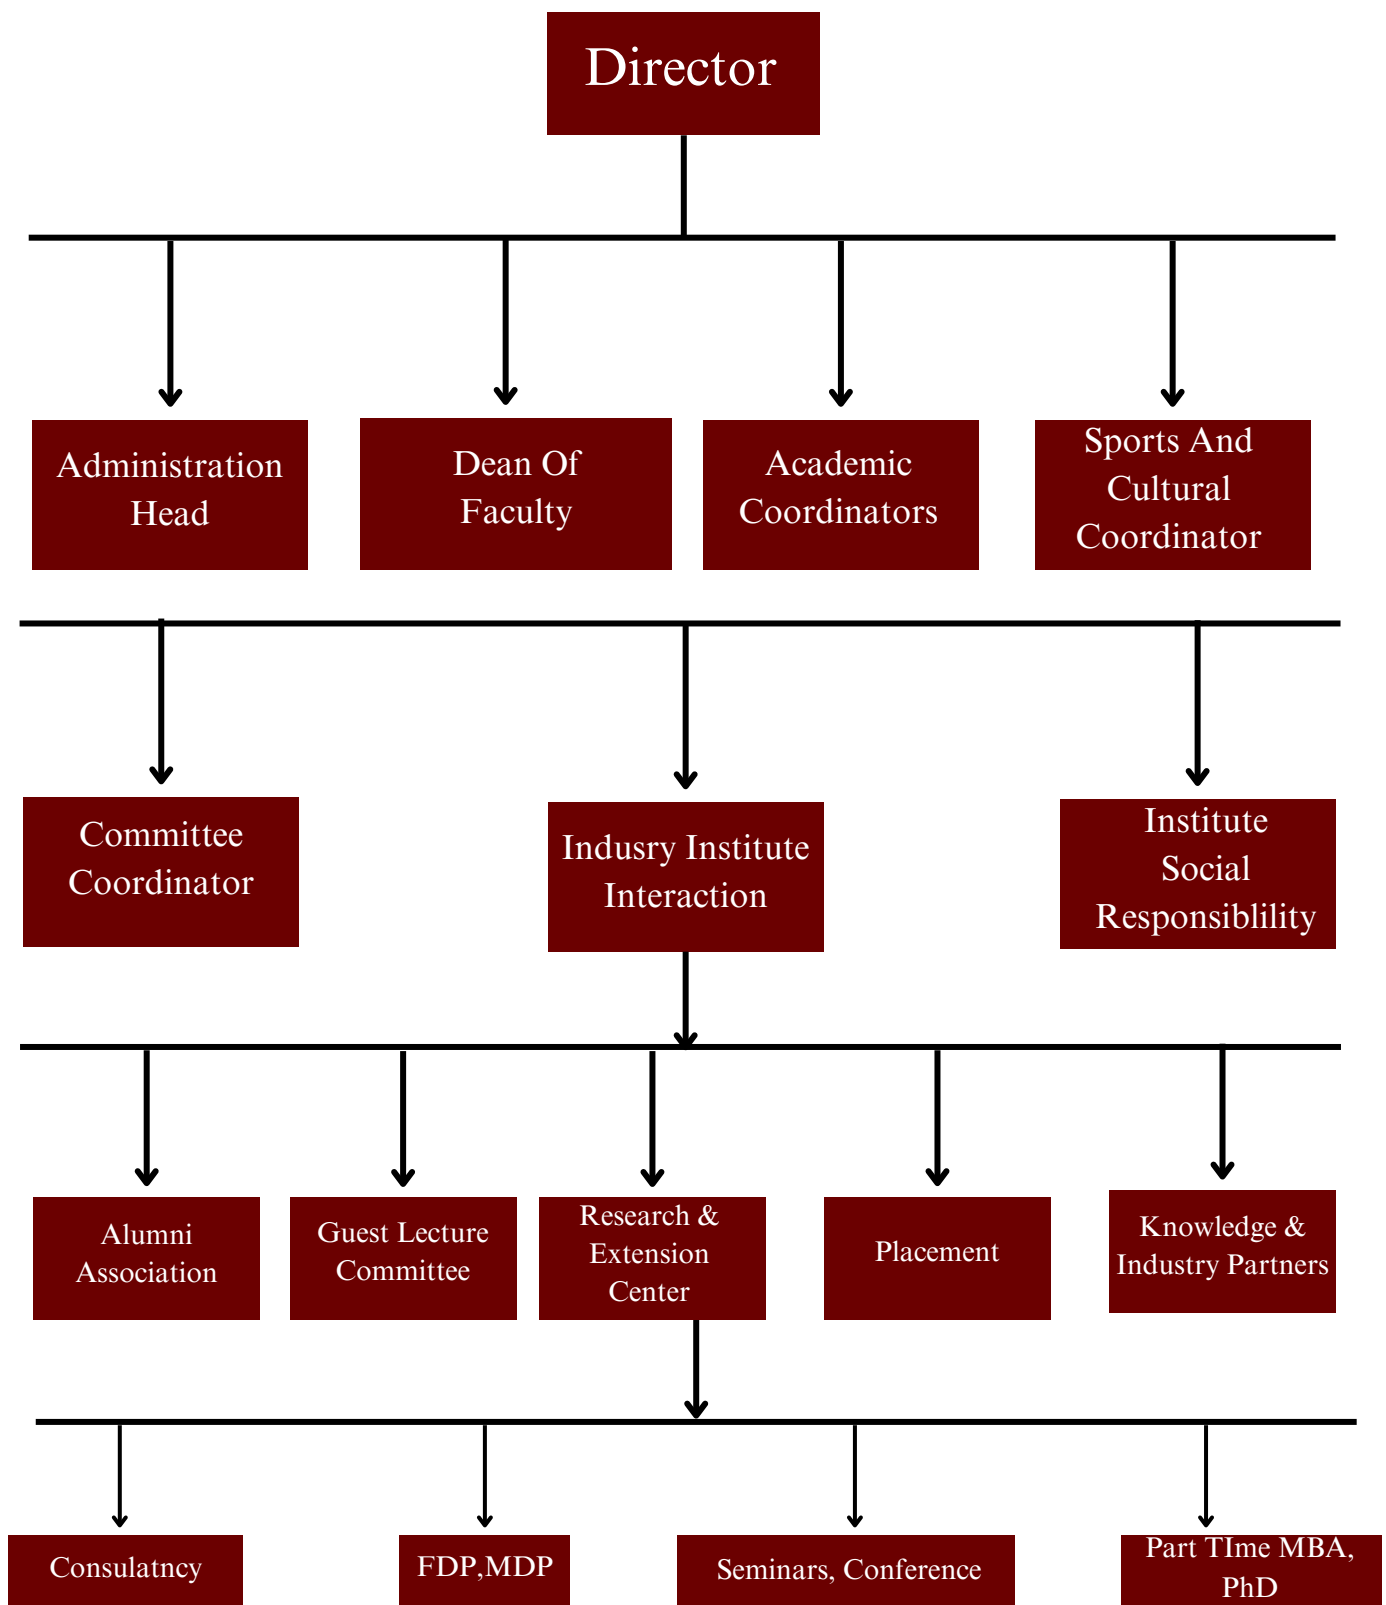 Director
Administration
Head
Dean Of
Faculty
Academic
Coordinators
Sports And
Cultural
Coordinator
Committee
Coordinator
Indusry Institute
Interaction
Institute
Social
Responsiblility
Alumni
Association
Guest Lecture
Committee
Research &
Extension
Center
Placement
Knowledge &
Industry Partners
Consulatncy
FDP,MDP
Seminars, Conference
Part TIme MBA,
PhD